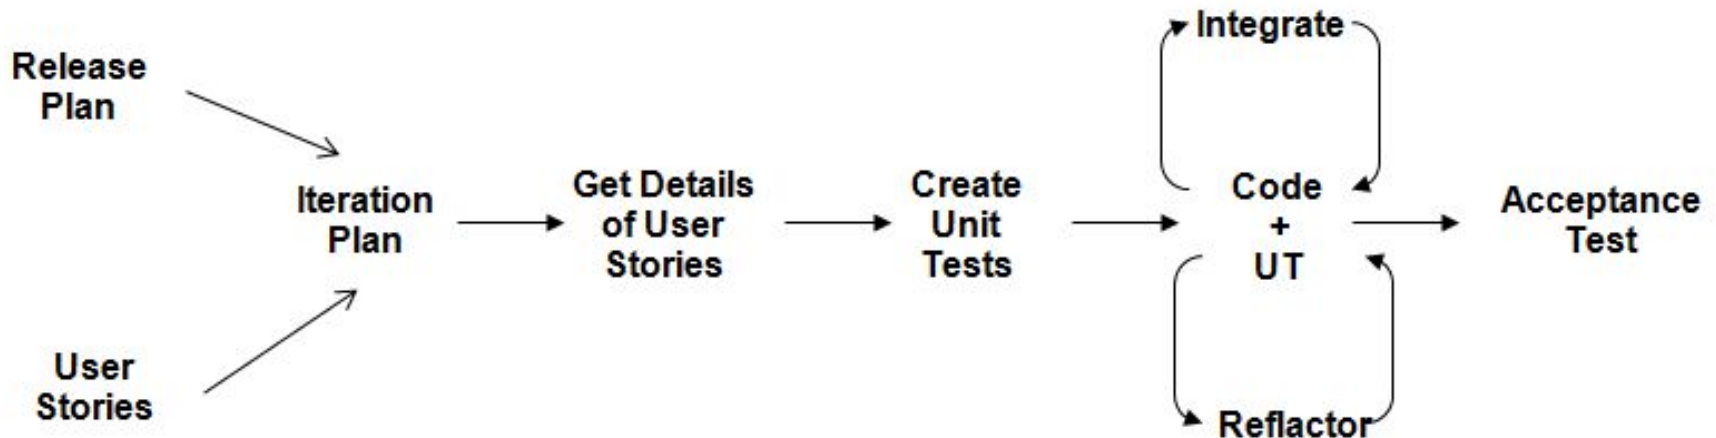 Release
Plan
User
Stories
Iteration
Plan
Get Details
of User
Stories
Create
Unit
Tests
Integrate
Code
+
UT
Reflactor
Acceptance
Test